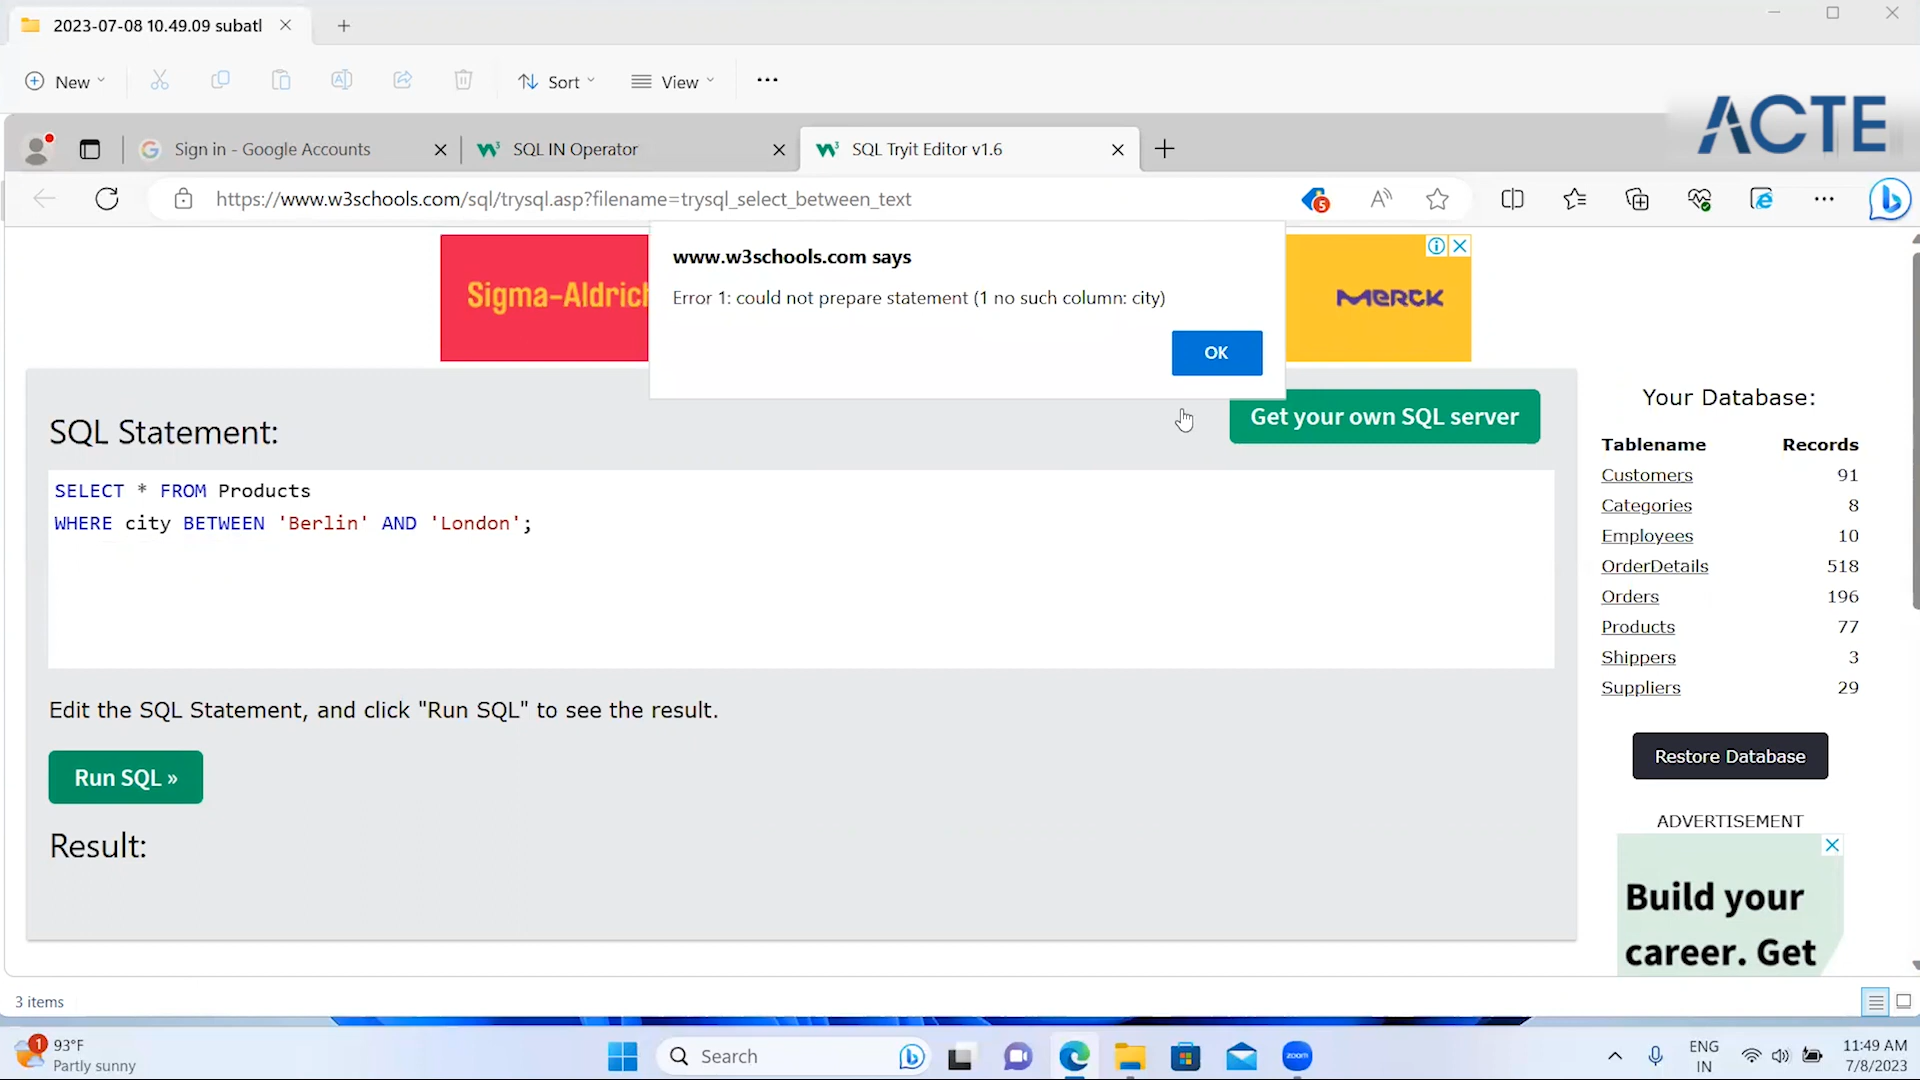 2023-07-08 10.49.09 subatl
New
Sort
View
ACTE
Sign in - Google Accounts
SQL IN Operator
SQL Tryit Editor v1.6
https://www.w3schools.com/sql/trysql.asp?filename=trysql_select_between_text
5
www.w3schools.com says
Error 1: could not prepare statement (1 no such column: city)
OK
Sigma-Aldrich
MERCK
SQL Statement:
Get your own SQL server
SELECT * FROM Products
WHERE city BETWEEN 'Berlin' AND 'London';
Edit the SQL Statement, and click "Run SQL" to see the result.
Run SQL »
Result:
Your Database:
Tablename Records
Customers 91
Categories 8
Employees 10
OrderDetails 518
Orders 196
Products 77
Shippers 3
Suppliers 29
Restore Database
ADVERTISEMENT
Build your
career. Get
3 items
1
93°F
Partly sunny
Search
zoom
ENG
IN
11:49 AM
7/8/2023